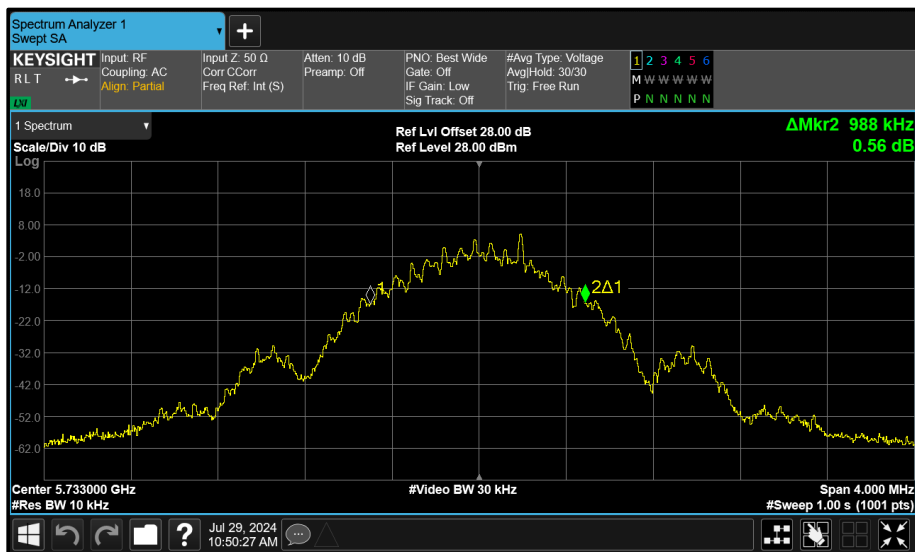 Spectrum Analyzer 1
Swept SA
▼
+
KEYSIGHT
R L T
LXI
Input: RF
Coupling: AC
Align: Partial
Input Z: 50 Ω
Corr CCorr
Freq Ref: Int (S)
Atten: 10 dB
Preamp: Off
PNO: Best Wide
Gate: Off
IF Gain: Low
Sig Track: Off
#Avg Type: Voltage
Avg|Hold: 30/30
Trig: Free Run
1 2 3 4 5 6
M W W W W W
P N N N N N
1 Spectrum ▼
Scale/Div 10 dB
Ref Lvl Offset 28.00 dB
Ref Level 28.00 dBm
ΔMkr2 988 kHz
0.56 dB
Log
18.0
8.00
-2.00
-12.0
-22.0
-32.0
-42.0
-52.0
-62.0
1
2Δ1
Center 5.733000 GHz
#Res BW 10 kHz
#Video BW 30 kHz
Span 4.000 MHz
#Sweep 1.00 s (1001 pts)
?
Jul 29, 2024
10:50:27 AM